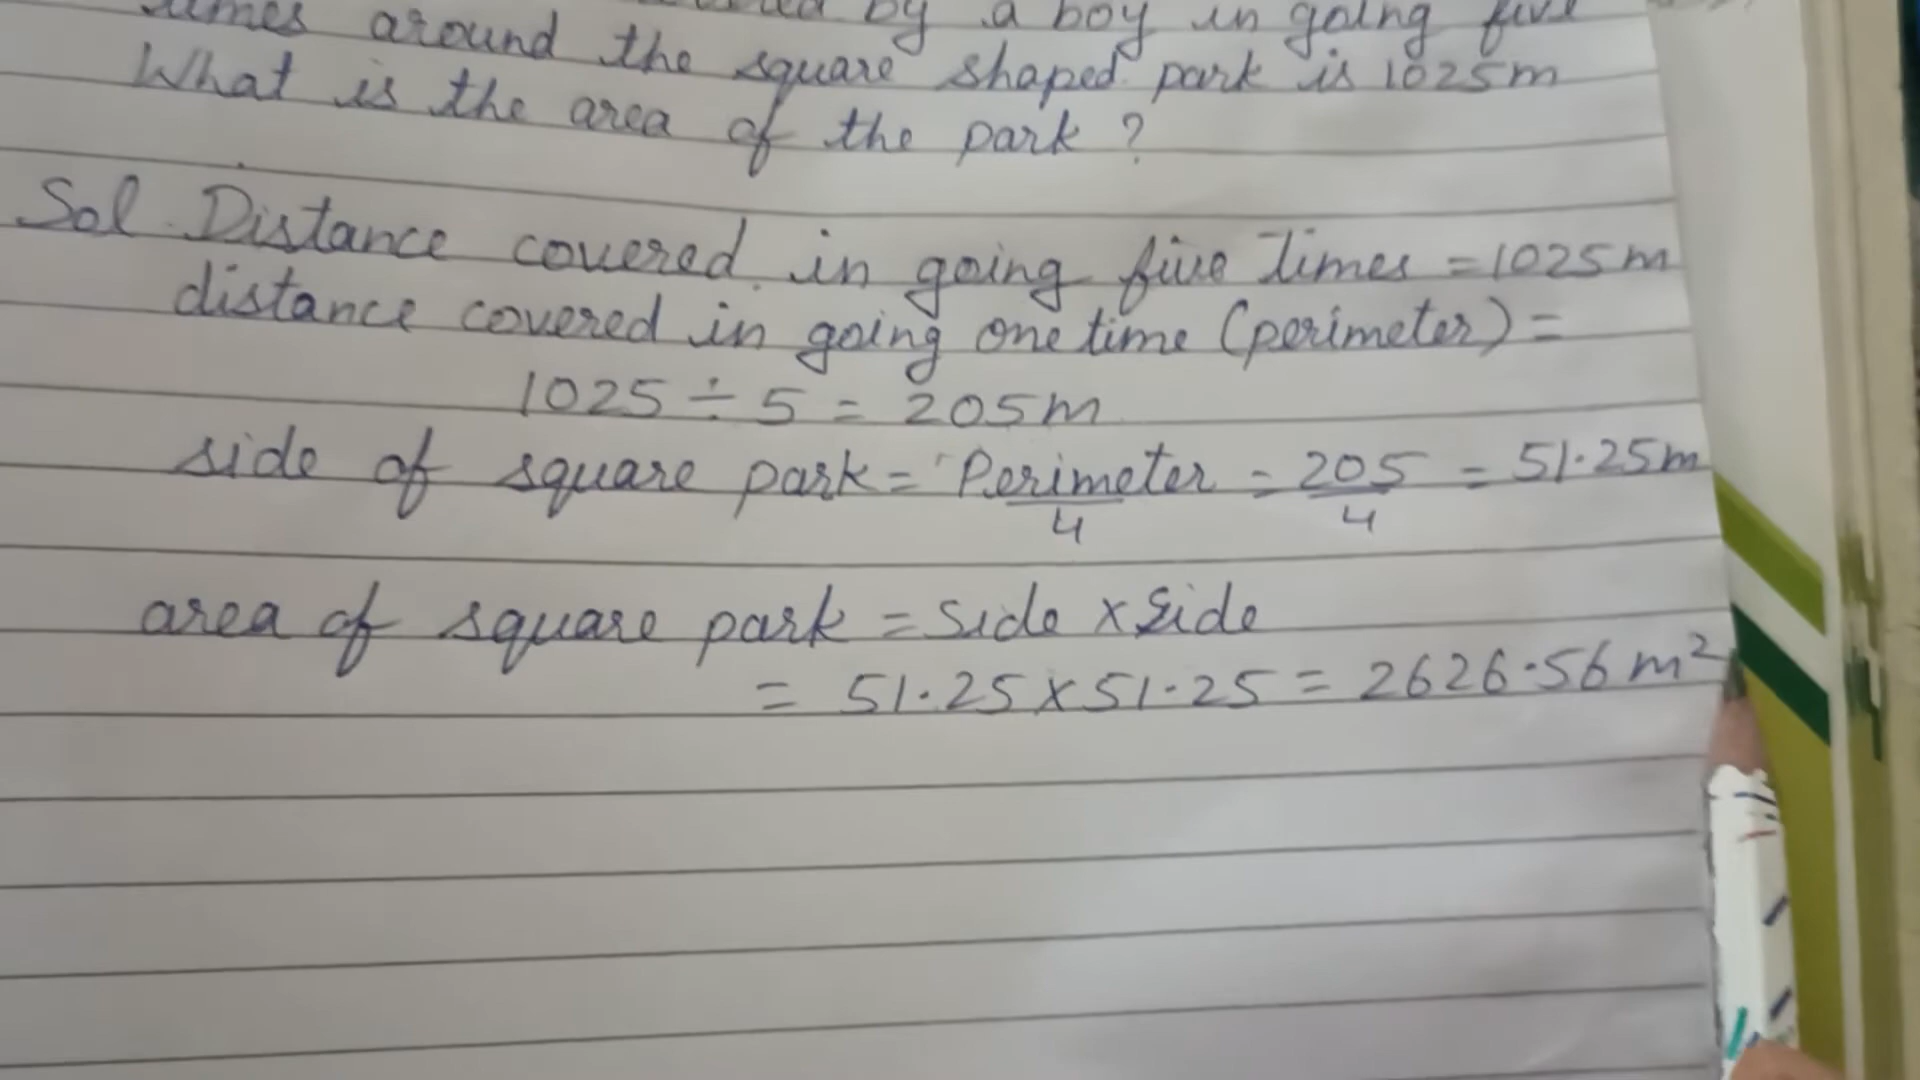 times around the square shaped park is 1025m
What is the area of the park ?
Sol. Distance covered in going five times = 1025m
distance covered in going one time (perimeter) =
1025 ÷ 5 = 205m
side of square park = Perimeter/4 = 205/4 = 51.25m
area of square park = side x side
= 51.25 x 51.25 = 2626.56 m²